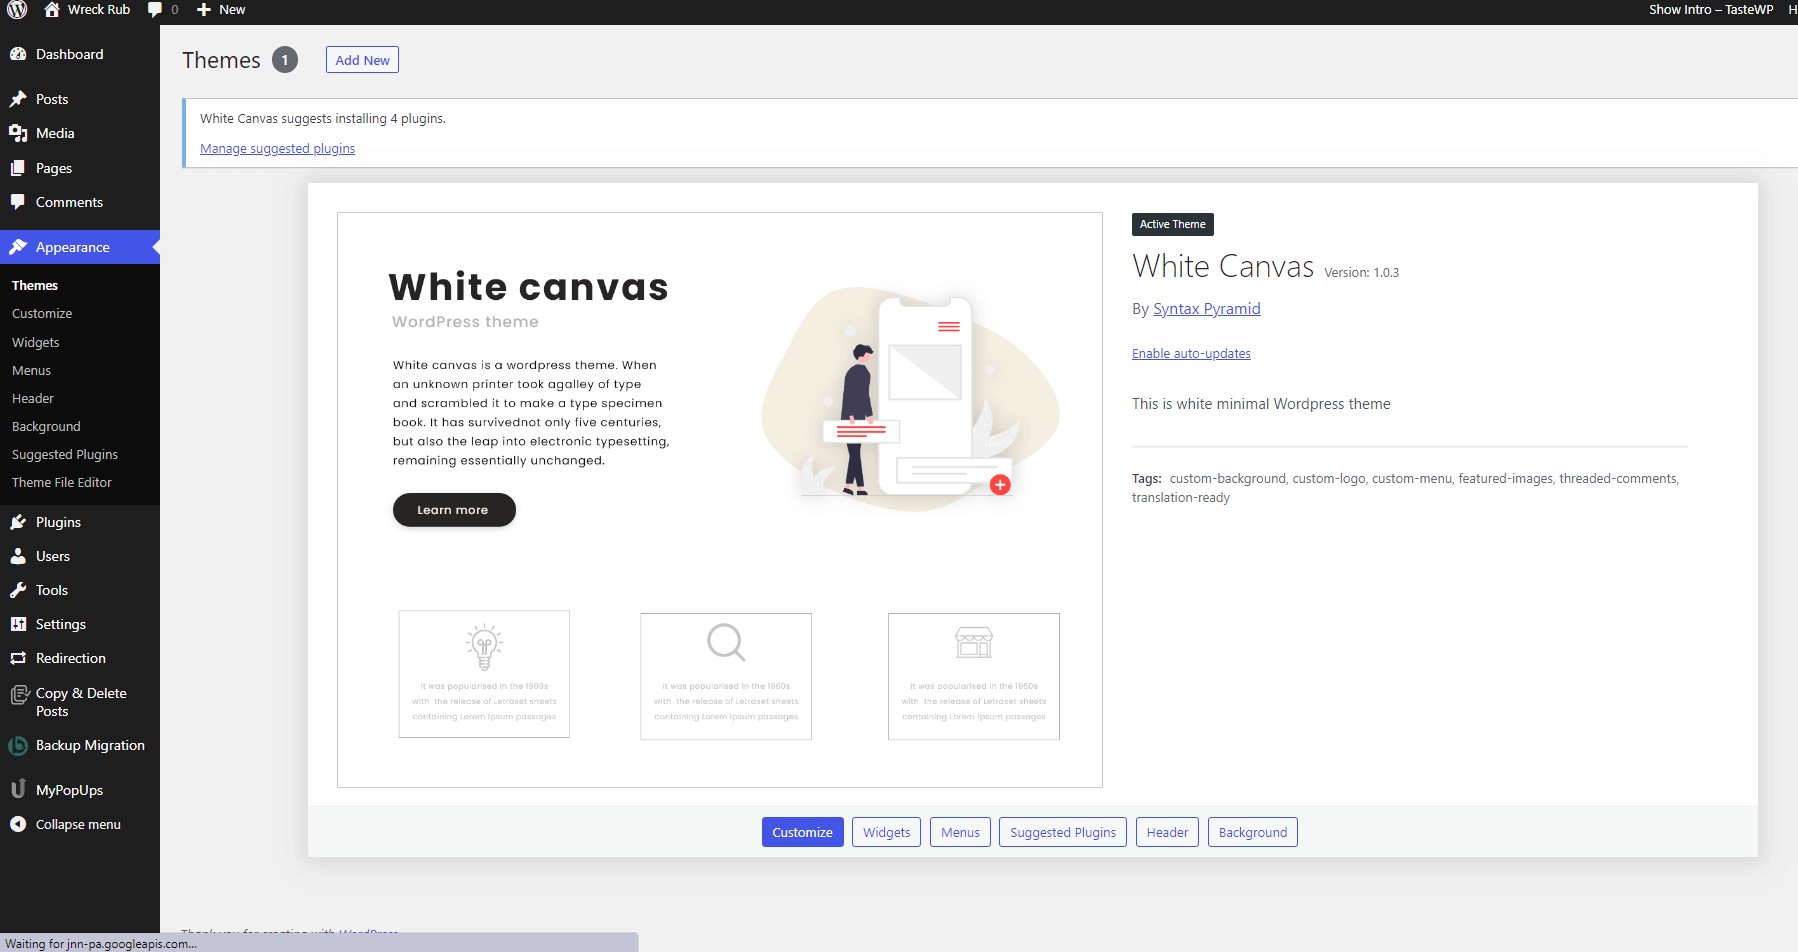 Wreck Rub 0 New Show Intro – TasteWP H
Dashboard
Posts
Media
Pages
Comments
Appearance
Themes
Customize
Widgets
Menus
Header
Background
Suggested Plugins
Theme File Editor
Plugins
Users
Tools
Settings
Redirection
Copy & Delete
Posts
Backup Migration
MyPopUps
Collapse menu
Themes 1 Add New
White Canvas suggests installing 4 plugins.
Manage suggested plugins
White canvas
WordPress theme
White canvas is a wordpress theme. When
an unknown printer took agalley of type
and scrambled it to make a type specimen
book. It has survivednot only five centuries,
but also the leap into electronic typesetting,
remaining essentially unchanged.
Learn more
It was popularised in the 1960s
with the release of Letraset sheets
containing Lorem Ipsum passages
It was popularised in the 1960s
with the release of Letraset sheets
containing Lorem Ipsum passages
It was popularised in the 1960s
with the release of Letraset sheets
containing Lorem Ipsum passages
Active Theme
White Canvas Version: 1.0.3
By Syntax Pyramid
Enable auto-updates
This is white minimal Wordpress theme
Tags: custom-background, custom-logo, custom-menu, featured-images, threaded-comments,
translation-ready
Customize Widgets Menus Suggested Plugins Header Background
Thank you for creating with WordPress
Waiting for jnn-pa.googleapis.com...